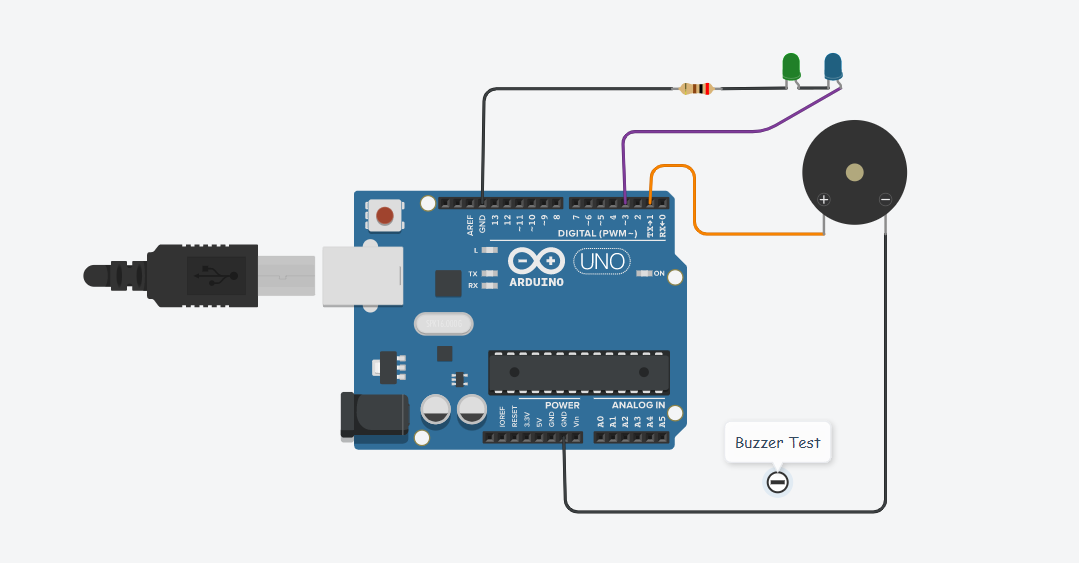 AREF
GND
13
12
~11
~10
~9
8
7
~6
~5
4
~3
2
TX→1
RX←0
DIGITAL (PWM~)
L
TX
RX
UNO
ON
ARDUINO
POWER
ANALOG IN
IOREF
RESET
3.3V
5V
GND
GND
Vin
A0
A1
A2
A3
A4
A5
Buzzer Test